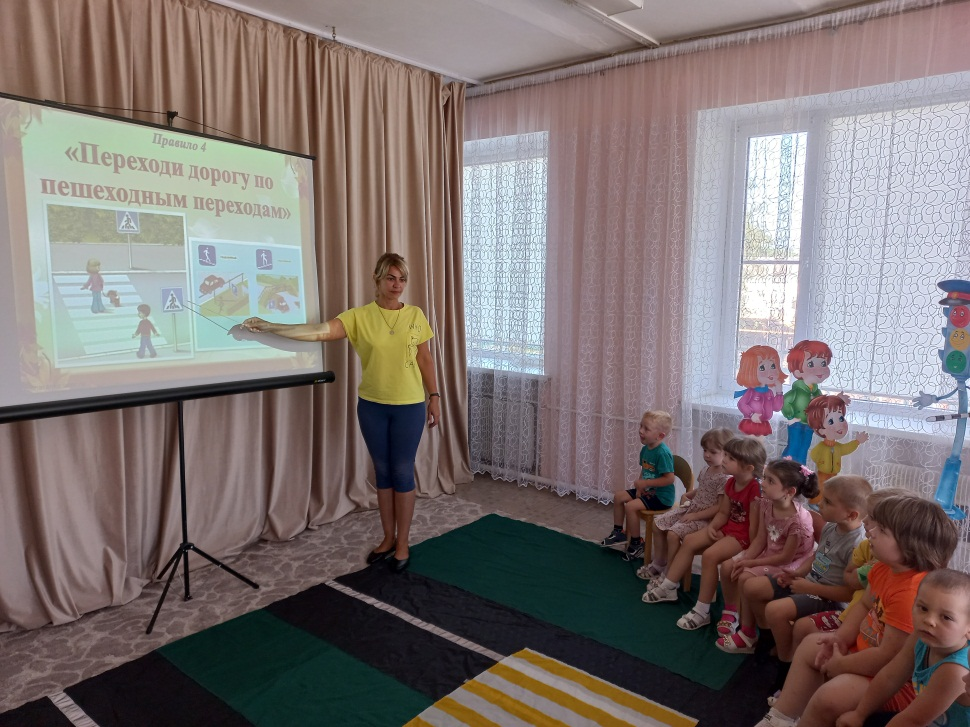 Правило 4
«Переходи дорогу по
пешеходным переходам»